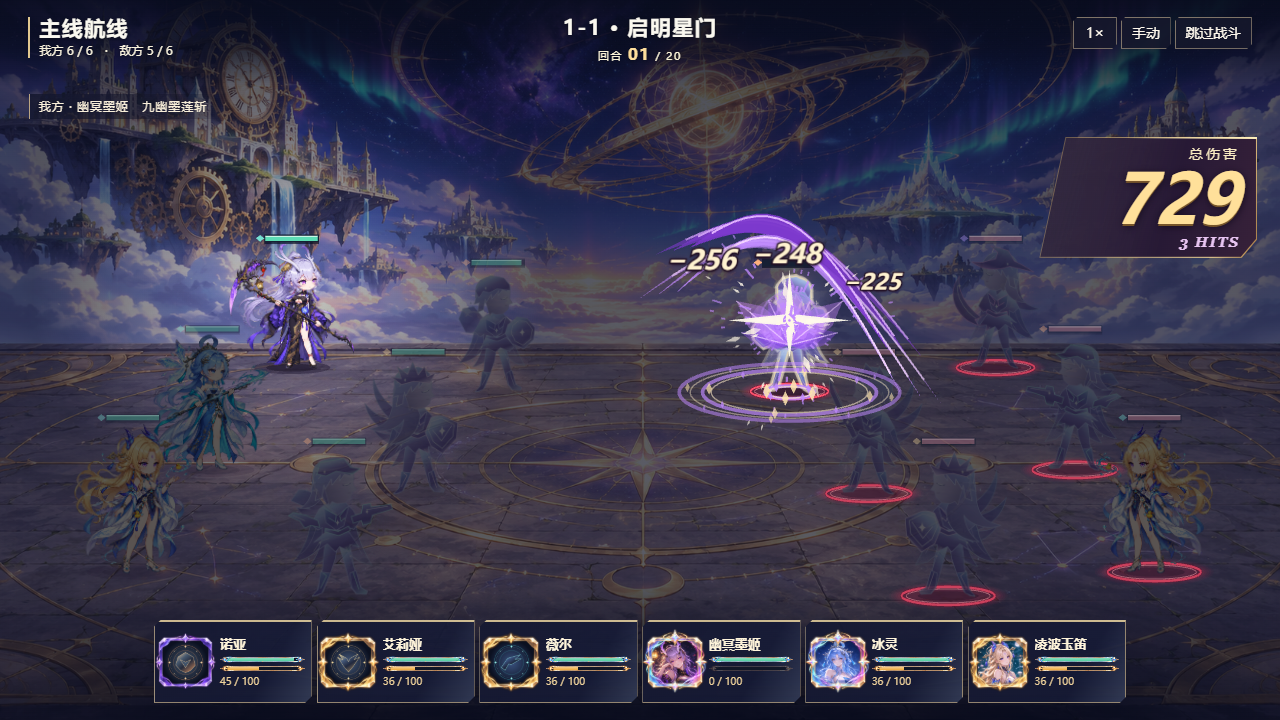 主线航线
我方 6 / 6 · 敌方 5 / 6
1-1 · 启明星门
回合 01 / 20
1×
手动
跳过战斗
我方 · 幽冥墨姬 九幽墨莲斩
总伤害
729
3 HITS
-256
-248
-225
诺亚
45 / 100
艾莉娅
36 / 100
薇尔
36 / 100
幽冥墨姬
0 / 100
冰灵
36 / 100
凌波玉笛
36 / 100